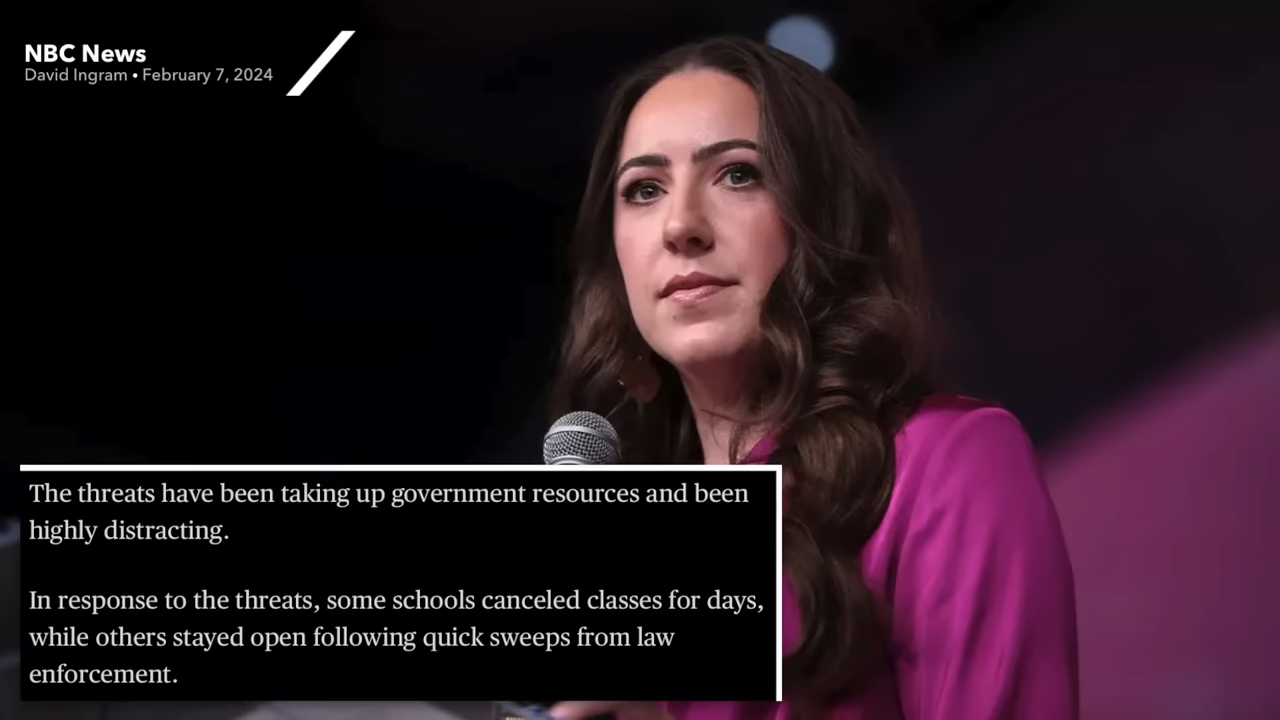 NBC News
David Ingram • February 7, 2024
The threats have been taking up government resources and been
highly distracting.
In response to the threats, some schools canceled classes for days,
while others stayed open following quick sweeps from law
enforcement.